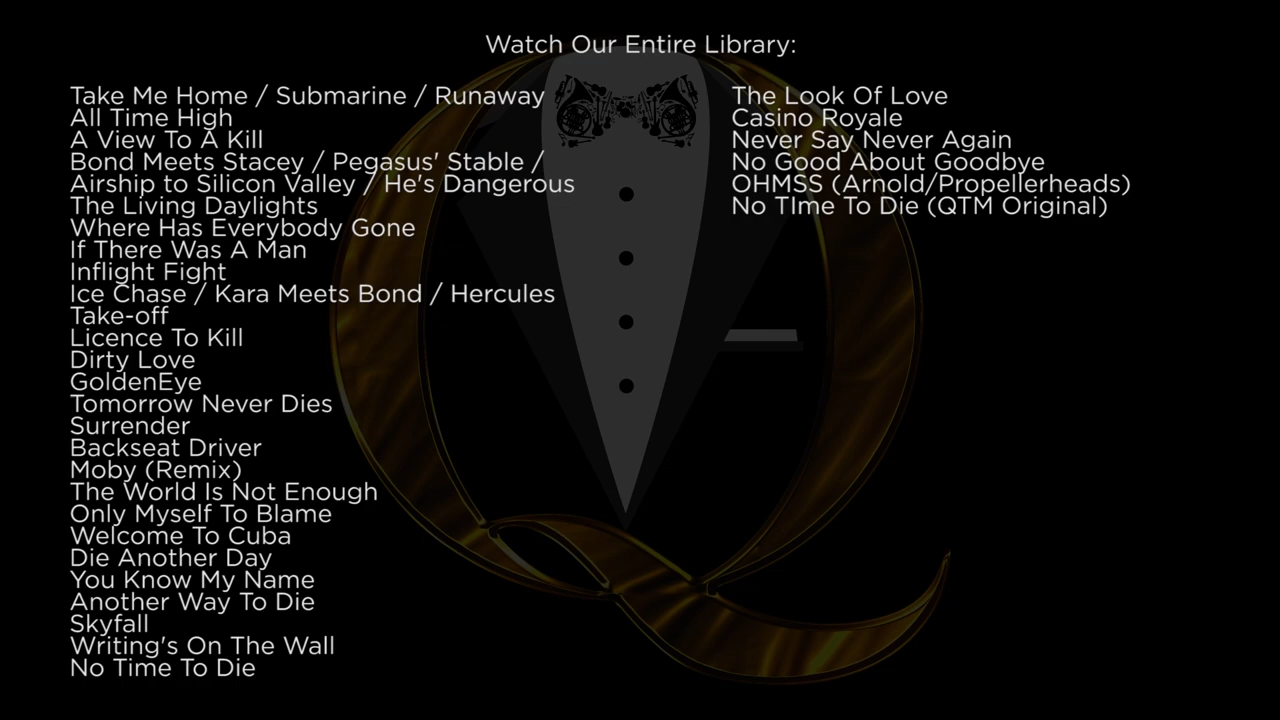 Watch Our Entire Library:
Take Me Home / Submarine / Runaway
All Time High
A View To A Kill
Bond Meets Stacey / Pegasus' Stable /
Airship to Silicon Valley / He's Dangerous
The Living Daylights
Where Has Everybody Gone
If There Was A Man
Inflight Fight
Ice Chase / Kara Meets Bond / Hercules
Take-off
Licence To Kill
Dirty Love
GoldenEye
Tomorrow Never Dies
Surrender
Backseat Driver
Moby (Remix)
The World Is Not Enough
Only Myself To Blame
Welcome To Cuba
Die Another Day
You Know My Name
Another Way To Die
Skyfall
Writing's On The Wall
No Time To Die
The Look Of Love
Casino Royale
Never Say Never Again
No Good About Goodbye
OHMSS (Arnold/Propellerheads)
No TIme To Die (QTM Original)